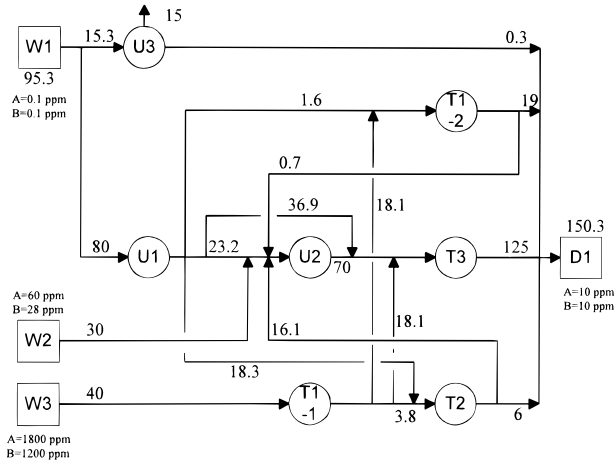 15
W1
15.3
U3
0.3
95.3
A=0.1 ppm
B=0.1 ppm
1.6
T1
-2
19
0.7
36.9
18.1
150.3
80
U1
23.2
U2
70
T3
125
D1
A=10 ppm
B=10 ppm
A=60 ppm
B=28 ppm
W2
30
16.1
18.1
18.3
W3
40
T1
-1
3.8
T2
6
A=1800 ppm
B=1200 ppm